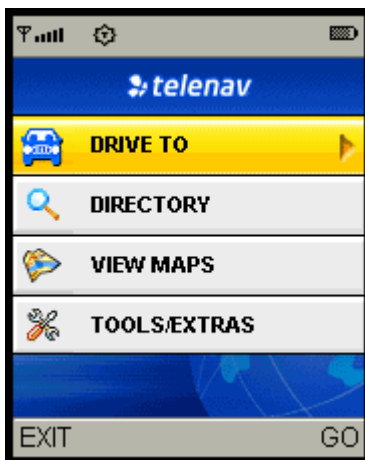 telenav
DRIVE TO
DIRECTORY
VIEW MAPS
TOOLS/EXTRAS
EXIT GO